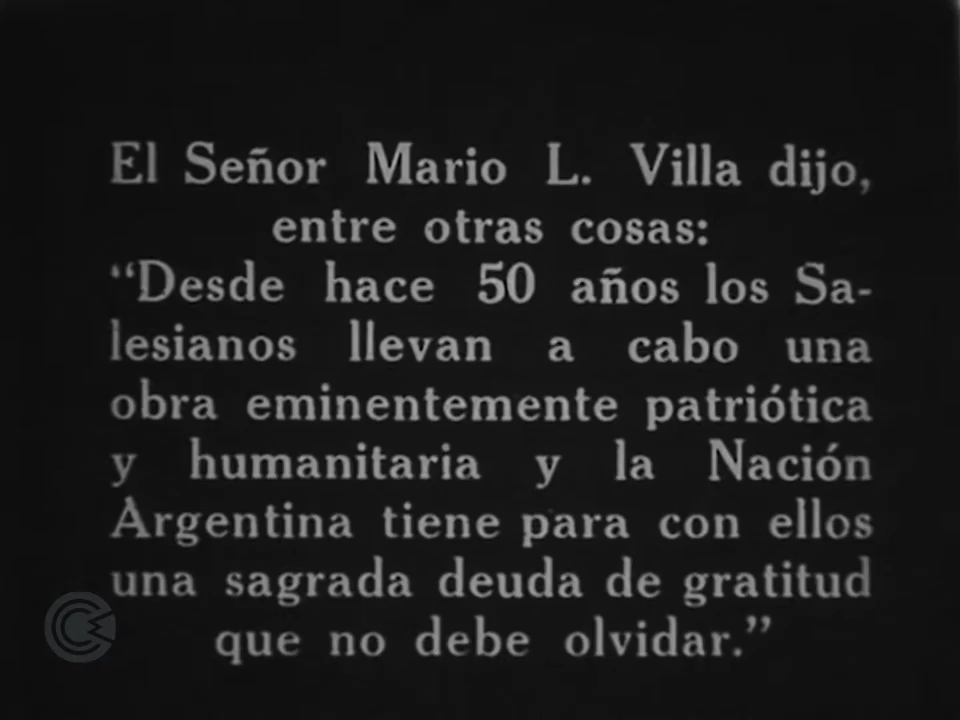 El Señor Mario L. Villa dijo,
entre otras cosas:
“Desde hace 50 años los Sa-
lesianos llevan a cabo una
obra eminentemente patriótica
y humanitaria y la Nación
Argentina tiene para con ellos
una sagrada deuda de gratitud
que no debe olvidar.”